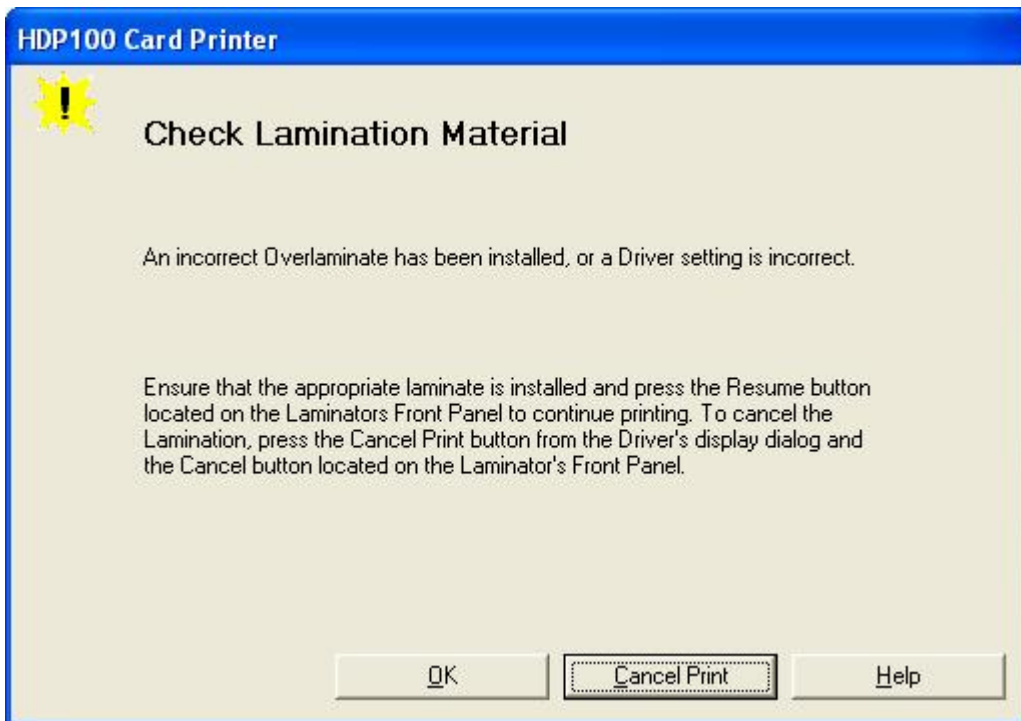 HDP100 Card Printer
!
Check Lamination Material
An incorrect Overlaminate has been installed, or a Driver setting is incorrect.
Ensure that the appropriate laminate is installed and press the Resume button
located on the Laminators Front Panel to continue printing. To cancel the
Lamination, press the Cancel Print button from the Driver's display dialog and
the Cancel button located on the Laminator's Front Panel.
OK
Cancel Print
Help